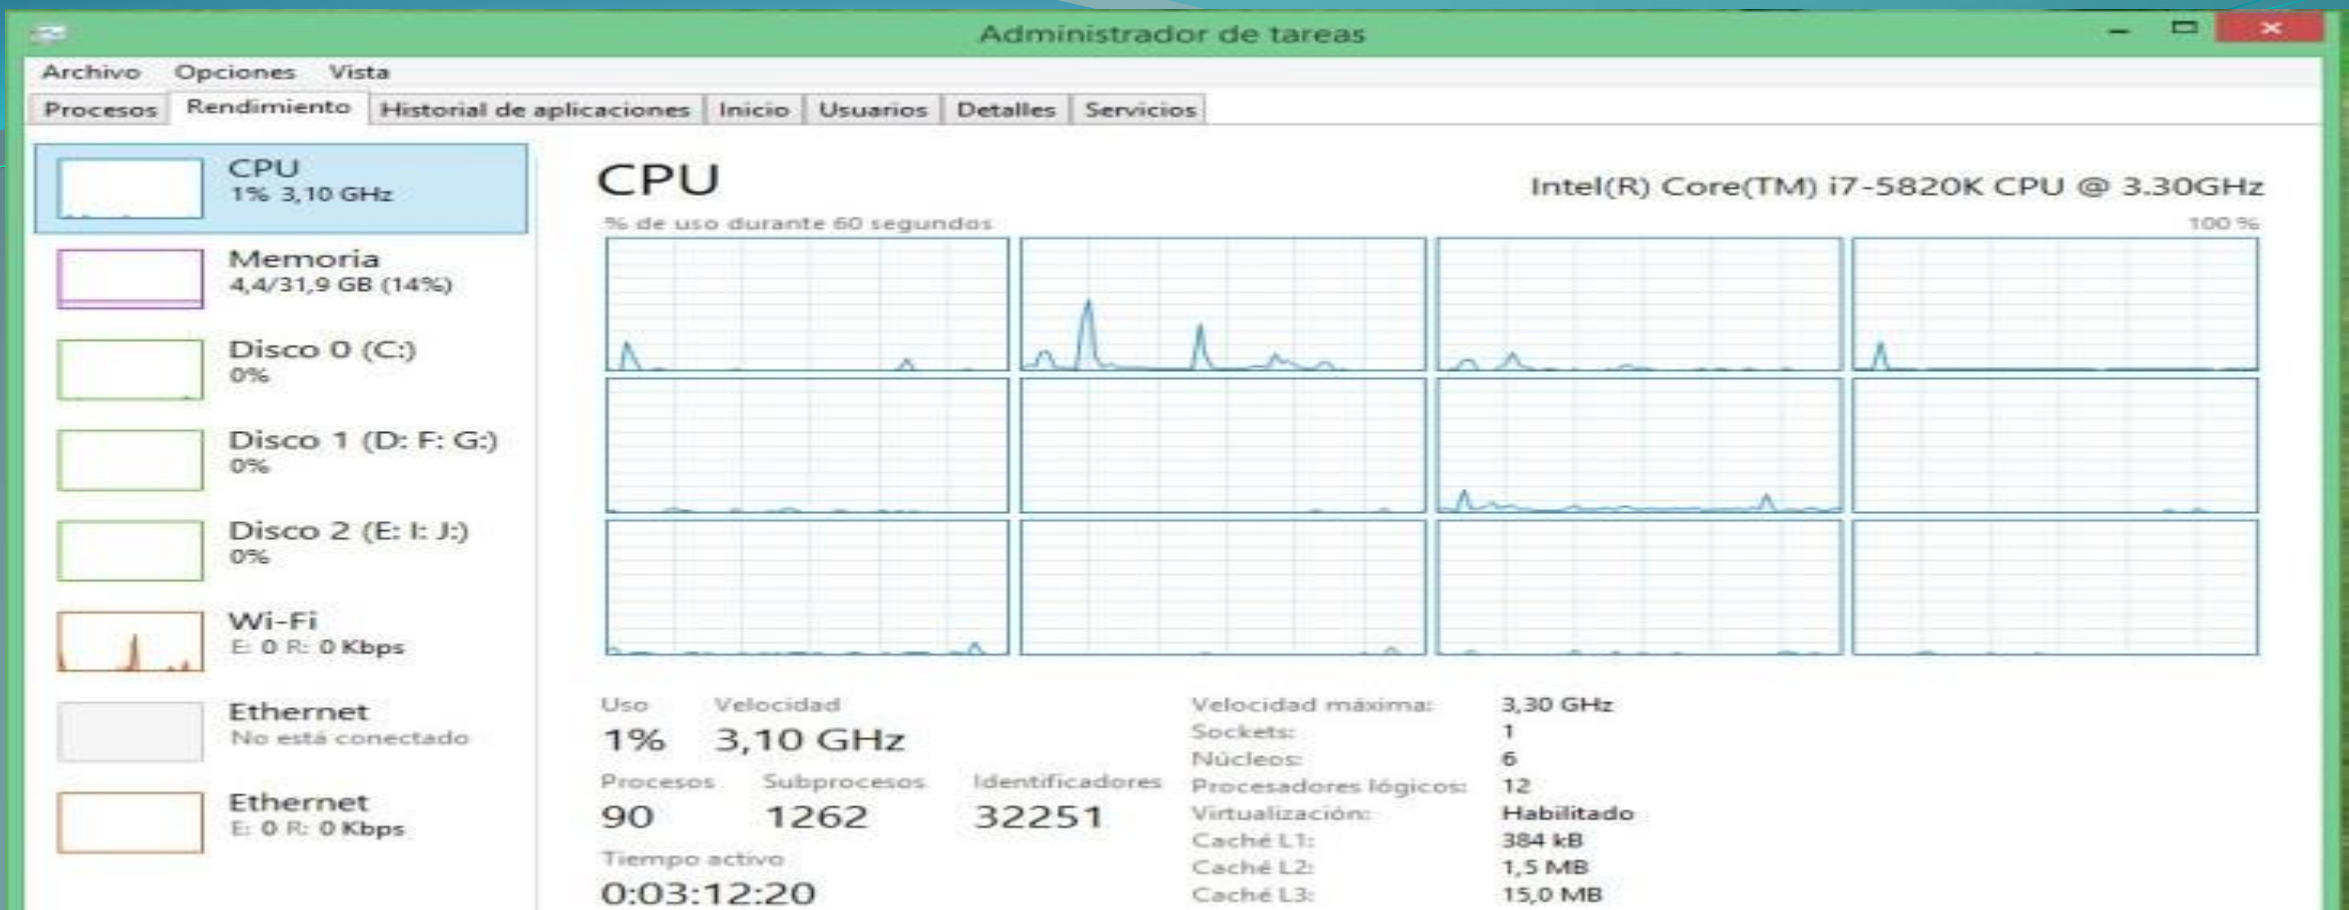 Administrador de tareas
Archivo Opciones Vista
Procesos Rendimiento Historial de aplicaciones Inicio Usuarios Detalles Servicios
CPU
1% 3,10 GHz
Memoria
4,4/31,9 GB (14%)
Disco 0 (C:)
0%
Disco 1 (D: F: G:)
0%
Disco 2 (E: I: J:)
0%
Wi-Fi
E: 0 R: 0 Kbps
Ethernet
No está conectado
Ethernet
E: 0 R: 0 Kbps
CPU Intel(R) Core(TM) i7-5820K CPU @ 3.30GHz
% de uso durante 60 segundos 100 %
Uso Velocidad
1% 3,10 GHz
Procesos Subprocesos Identificadores
90 1262 32251
Tiempo activo
0:03:12:20
Velocidad máxima: 3,30 GHz
Sockets: 1
Núcleos: 6
Procesadores lógicos: 12
Virtualización: Habilitado
Caché L1: 384 kB
Caché L2: 1,5 MB
Caché L3: 15,0 MB